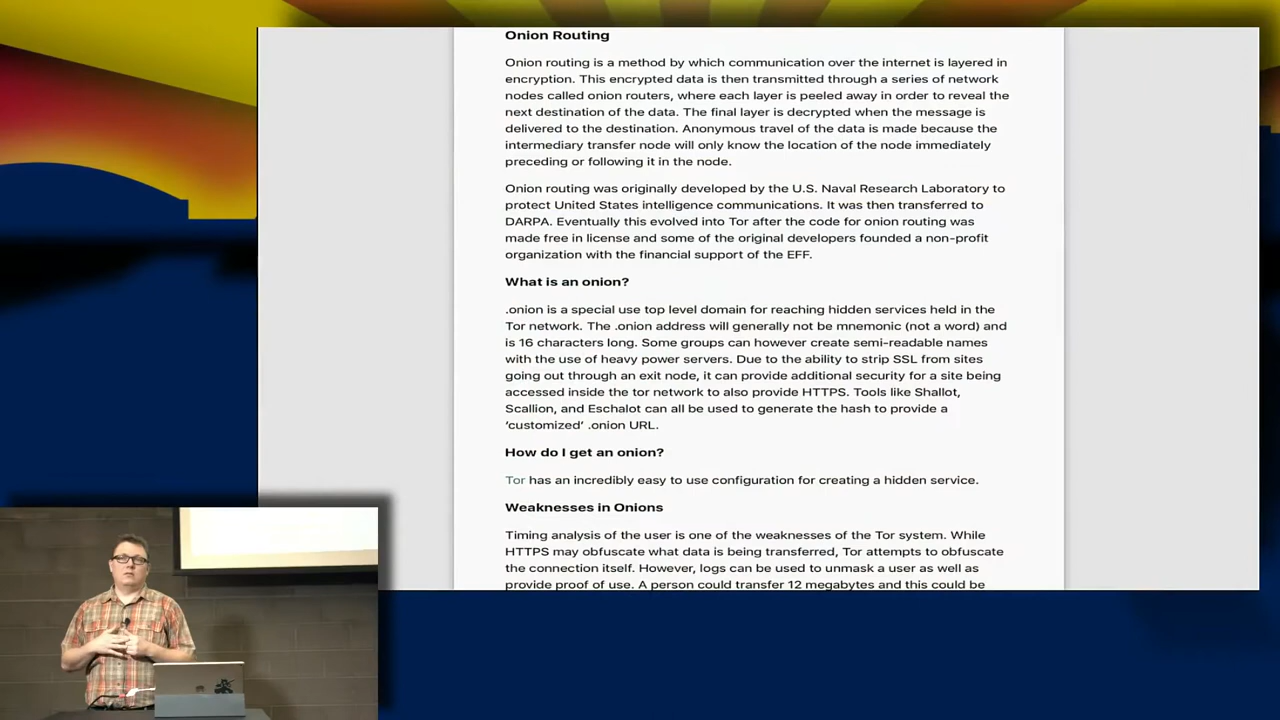 Onion Routing
Onion routing is a method by which communication over the internet is layered in
encryption. This encrypted data is then transmitted through a series of network
nodes called onion routers, where each layer is peeled away in order to reveal the
next destination of the data. The final layer is decrypted when the message is
delivered to the destination. Anonymous travel of the data is made because the
intermediary transfer node will only know the location of the node immediately
preceding or following it in the node.
Onion routing was originally developed by the U.S. Naval Research Laboratory to
protect United States intelligence communications. It was then transferred to
DARPA. Eventually this evolved into Tor after the code for onion routing was
made free in license and some of the original developers founded a non-profit
organization with the financial support of the EFF.
What is an onion?
.onion is a special use top level domain for reaching hidden services held in the
Tor network. The .onion address will generally not be mnemonic (not a word) and
is 16 characters long. Some groups can however create semi-readable names
with the use of heavy power servers. Due to the ability to strip SSL from sites
going out through an exit node, it can provide additional security for a site being
accessed inside the tor network to also provide HTTPS. Tools like Shallot,
Scallion, and Eschalot can all be used to generate the hash to provide a
‘customized’ .onion URL.
How do I get an onion?
Tor has an incredibly easy to use configuration for creating a hidden service.
Weaknesses in Onions
Timing analysis of the user is one of the weaknesses of the Tor system. While
HTTPS may obfuscate what data is being transferred, Tor attempts to obfuscate
the connection itself. However, logs can be used to unmask a user as well as
provide proof of use. A person could transfer 12 megabytes and this could be